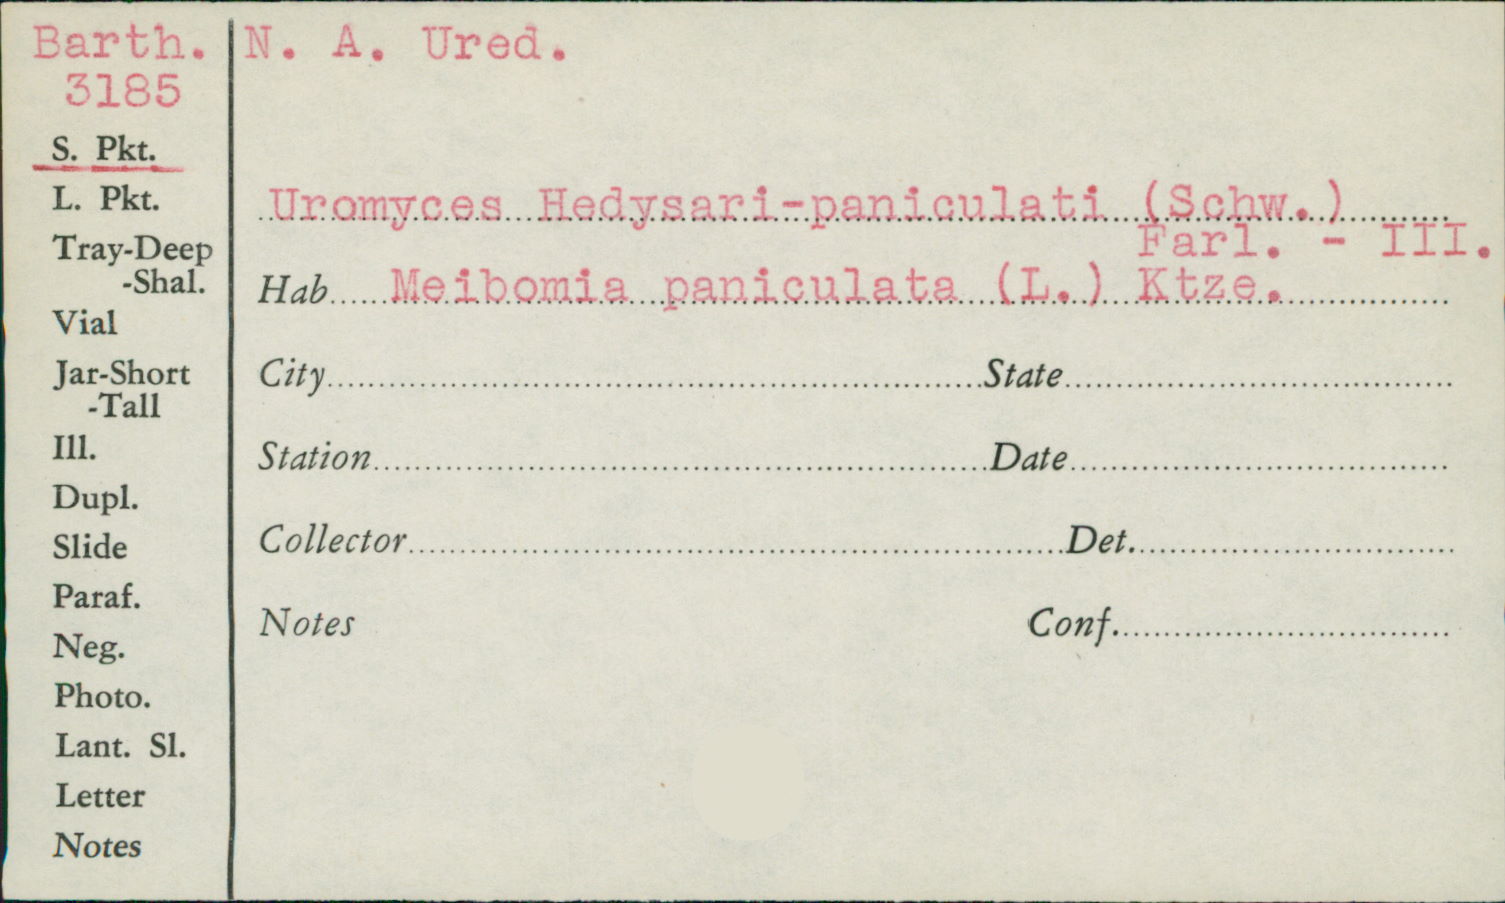 Barth. N. A. Ured.
3185
S. Pkt.
L. Pkt.
Uromyces Hedysari-paniculati (Schw.)
Farl. - III.
Tray-Deep
-Shal.
Hab Meibomia paniculata (L.) Ktze.
Vial
Jar-Short
-Tall
City State
Ill.
Station Date
Dupl.
Slide
Collector Det.
Paraf.
Neg.
Notes Conf.
Photo.
Lant. Sl.
Letter
Notes